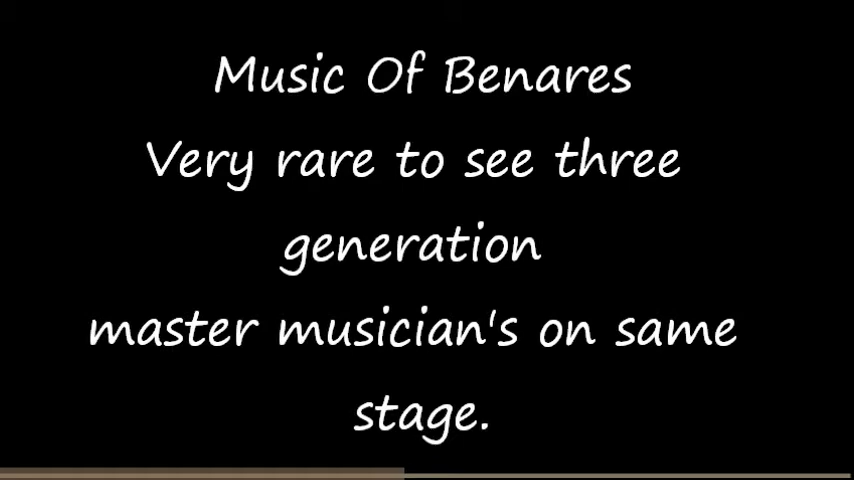 Music Of Benares
Very rare to see three
generation
master musician's on same
stage.